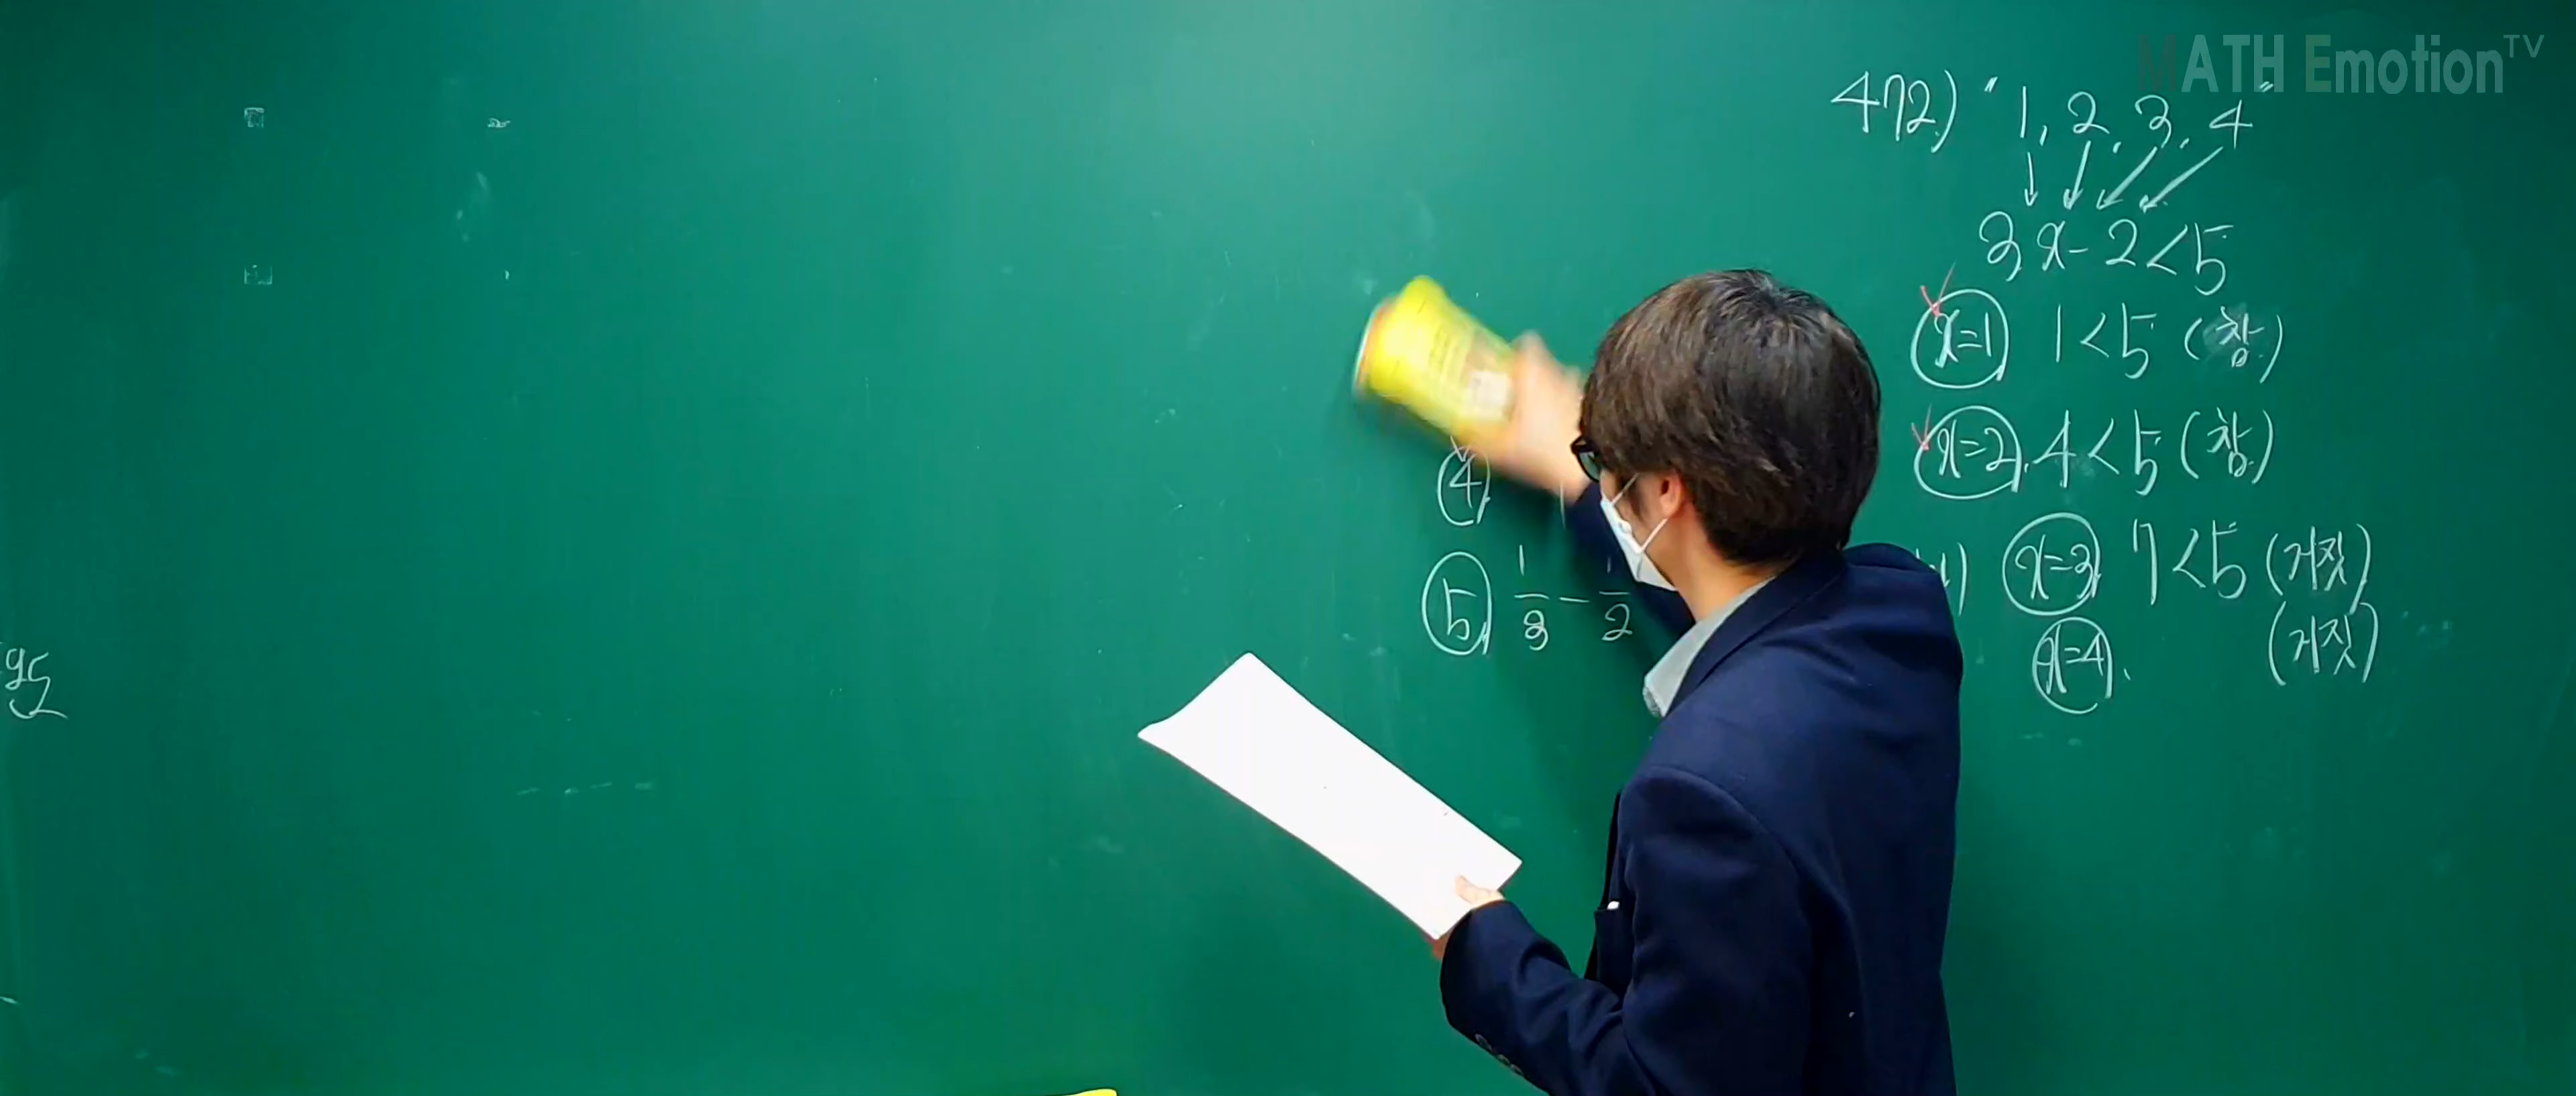 MATH Emotion TV
472) " 1, 2, 3, 4 "
3x-2<5
x=1 1<5 (참)
x=2, 4<5 (참)
x=3, 7<5 (거짓)
x=4. (거짓)
④
⑤ 1/3 - 1/2